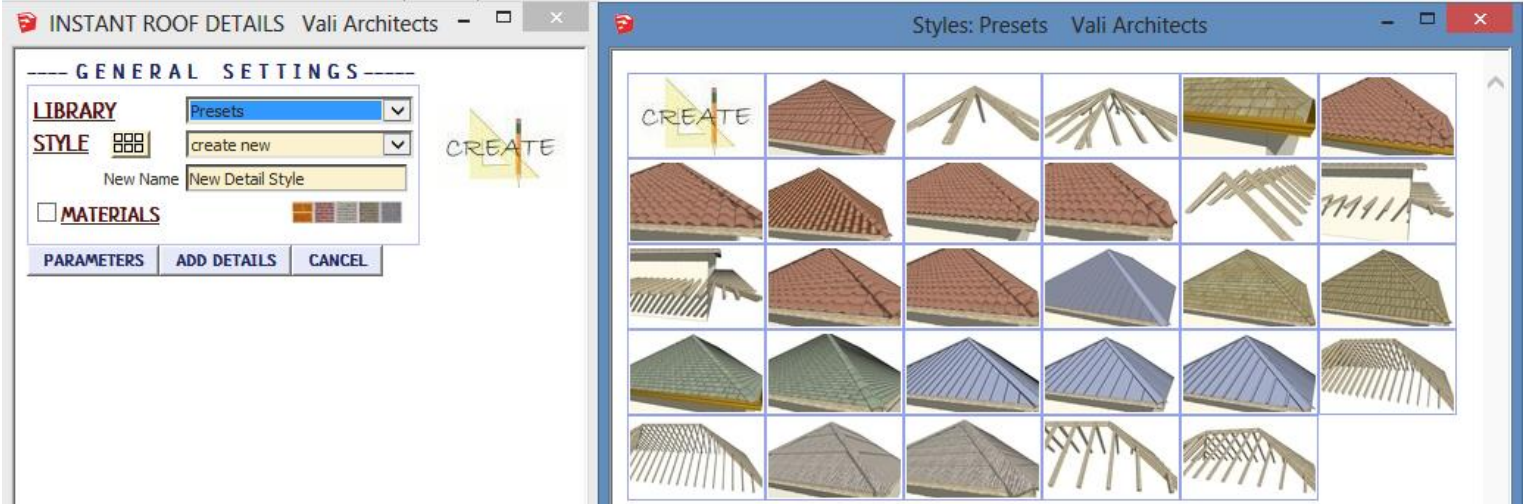 INSTANT ROOF DETAILS Vali Architects
---- GENERAL SETTINGS-----
LIBRARY Presets
STYLE create new
New Name New Detail Style
MATERIALS
PARAMETERS ADD DETAILS CANCEL
CREATE
Styles: Presets Vali Architects
CREATE